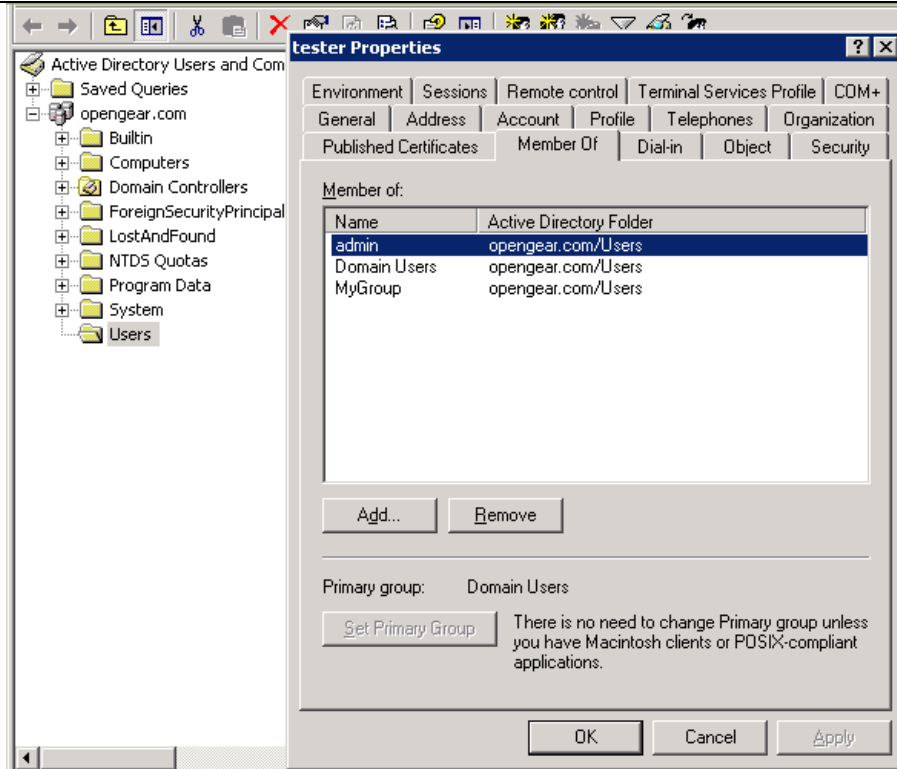 tester Properties
Active Directory Users and Com
Saved Queries
opengear.com
Builtin
Computers
Domain Controllers
ForeignSecurityPrincipal
LostAndFound
NTDS Quotas
Program Data
System
Users
Environment Sessions Remote control Terminal Services Profile COM+
General Address Account Profile Telephones Organization
Published Certificates Member Of Dial-in Object Security
Member of:
Name Active Directory Folder
admin opengear.com/Users
Domain Users opengear.com/Users
MyGroup opengear.com/Users
Add... Remove
Primary group: Domain Users
Set Primary Group
There is no need to change Primary group unless
you have Macintosh clients or POSIX-compliant
applications.
OK Cancel Apply